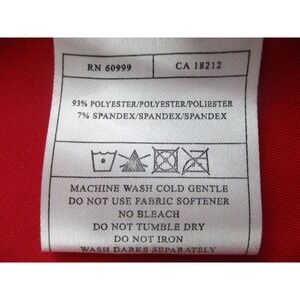 RN 60999 CA 18212
93% POLYESTER/POLYESTER/POLIESTER
7% SPANDEX/SPANDEX/SPANDEX
MACHINE WASH COLD GENTLE
DO NOT USE FABRIC SOFTENER
NO BLEACH
DO NOT TUMBLE DRY
DO NOT IRON
WASH DARKS SEPARATELY